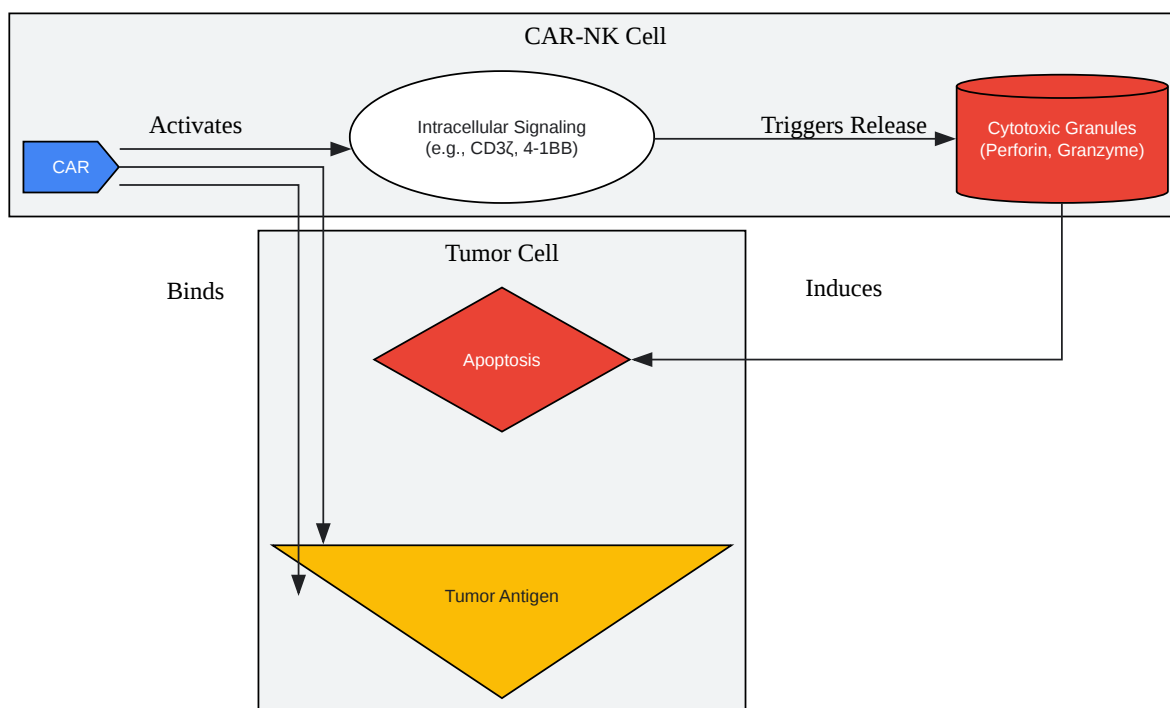 CAR-NK Cell
Activates
CAR
Intracellular Signaling
(e.g., CD3ζ, 4-1BB)
Triggers Release
Cytotoxic Granules
(Perforin, Granzyme)
Tumor Cell
Binds
Induces
Apoptosis
Tumor Antigen